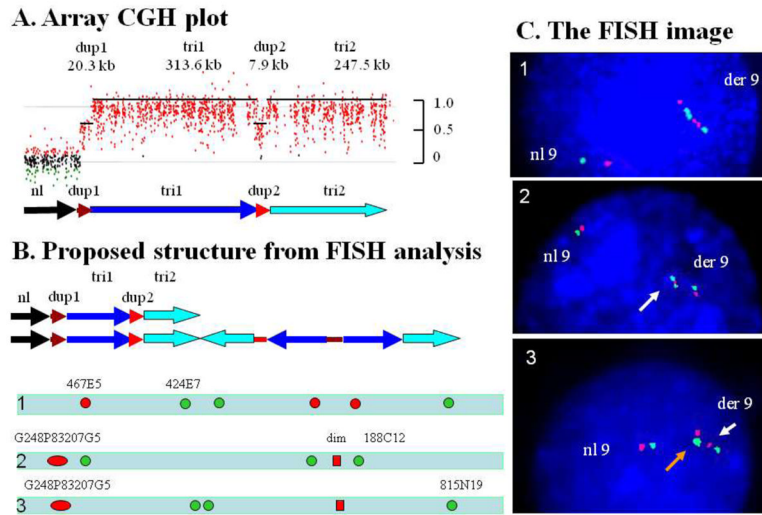 A. Array CGH plot
dup1 tri1 dup2 tri2
20.3 kb 313.6 kb 7.9 kb 247.5 kb
1.0
0.5
0
nl dup1 tri1 dup2 tri2
B. Proposed structure from FISH analysis
tri1 tri2
nl dup1 dup2
467E5 424E7
1
G248P83207G5 dim 188C12
2
G248P83207G5 815N19
3
C. The FISH image
1
der 9
nl 9
2
nl 9
der 9
3
der 9
nl 9